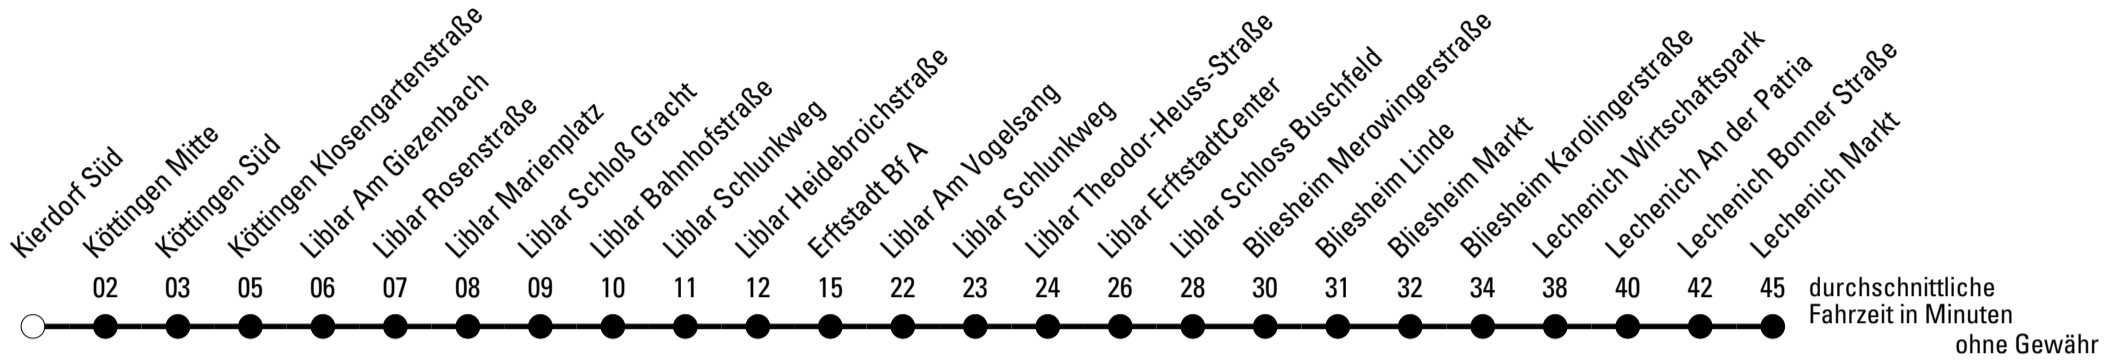 Kierdorf Süd
Köttingen Mitte
Köttingen Süd
Köttingen Klosengartenstraße
Liblar Am Giezenbach
Liblar Rosenstraße
Liblar Marienplatz
Liblar Schloß Gracht
Liblar Bahnhofstraße
Liblar Schlunkweg
Liblar Heidebroichstraße
Erftstadt Bf A
Liblar Am Vogelsang
Liblar Schlunkweg
Liblar Theodor-Heuss-Straße
Liblar ErftstadtCenter
Liblar Schloss Buschfeld
Bliesheim Merowingerstraße
Bliesheim Linde
Bliesheim Markt
Bliesheim Karolingerstraße
Lechenich Wirtschaftspark
Lechenich An der Patria
Lechenich Bonner Straße
Lechenich Markt
02 03 05 06 07 08 09 10 11 12 15 22 23 24 26 28 30 31 32 34 38 40 42 45 durchschnittliche
Fahrzeit in Minuten
ohne Gewähr